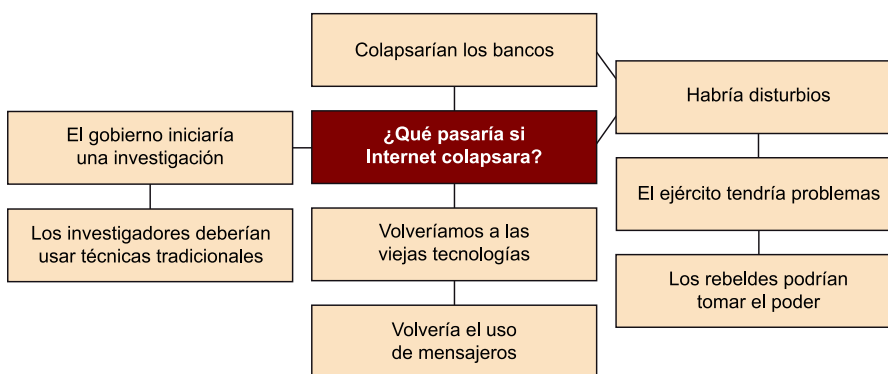 Colapsarían los bancos
Habría disturbios
El gobierno iniciaría
una investigación
¿Qué pasaría si
Internet colapsara?
El ejército tendría problemas
Los investigadores deberían
usar técnicas tradicionales
Volveríamos a las
viejas tecnologías
Los rebeldes podrían
tomar el poder
Volvería el uso
de mensajeros